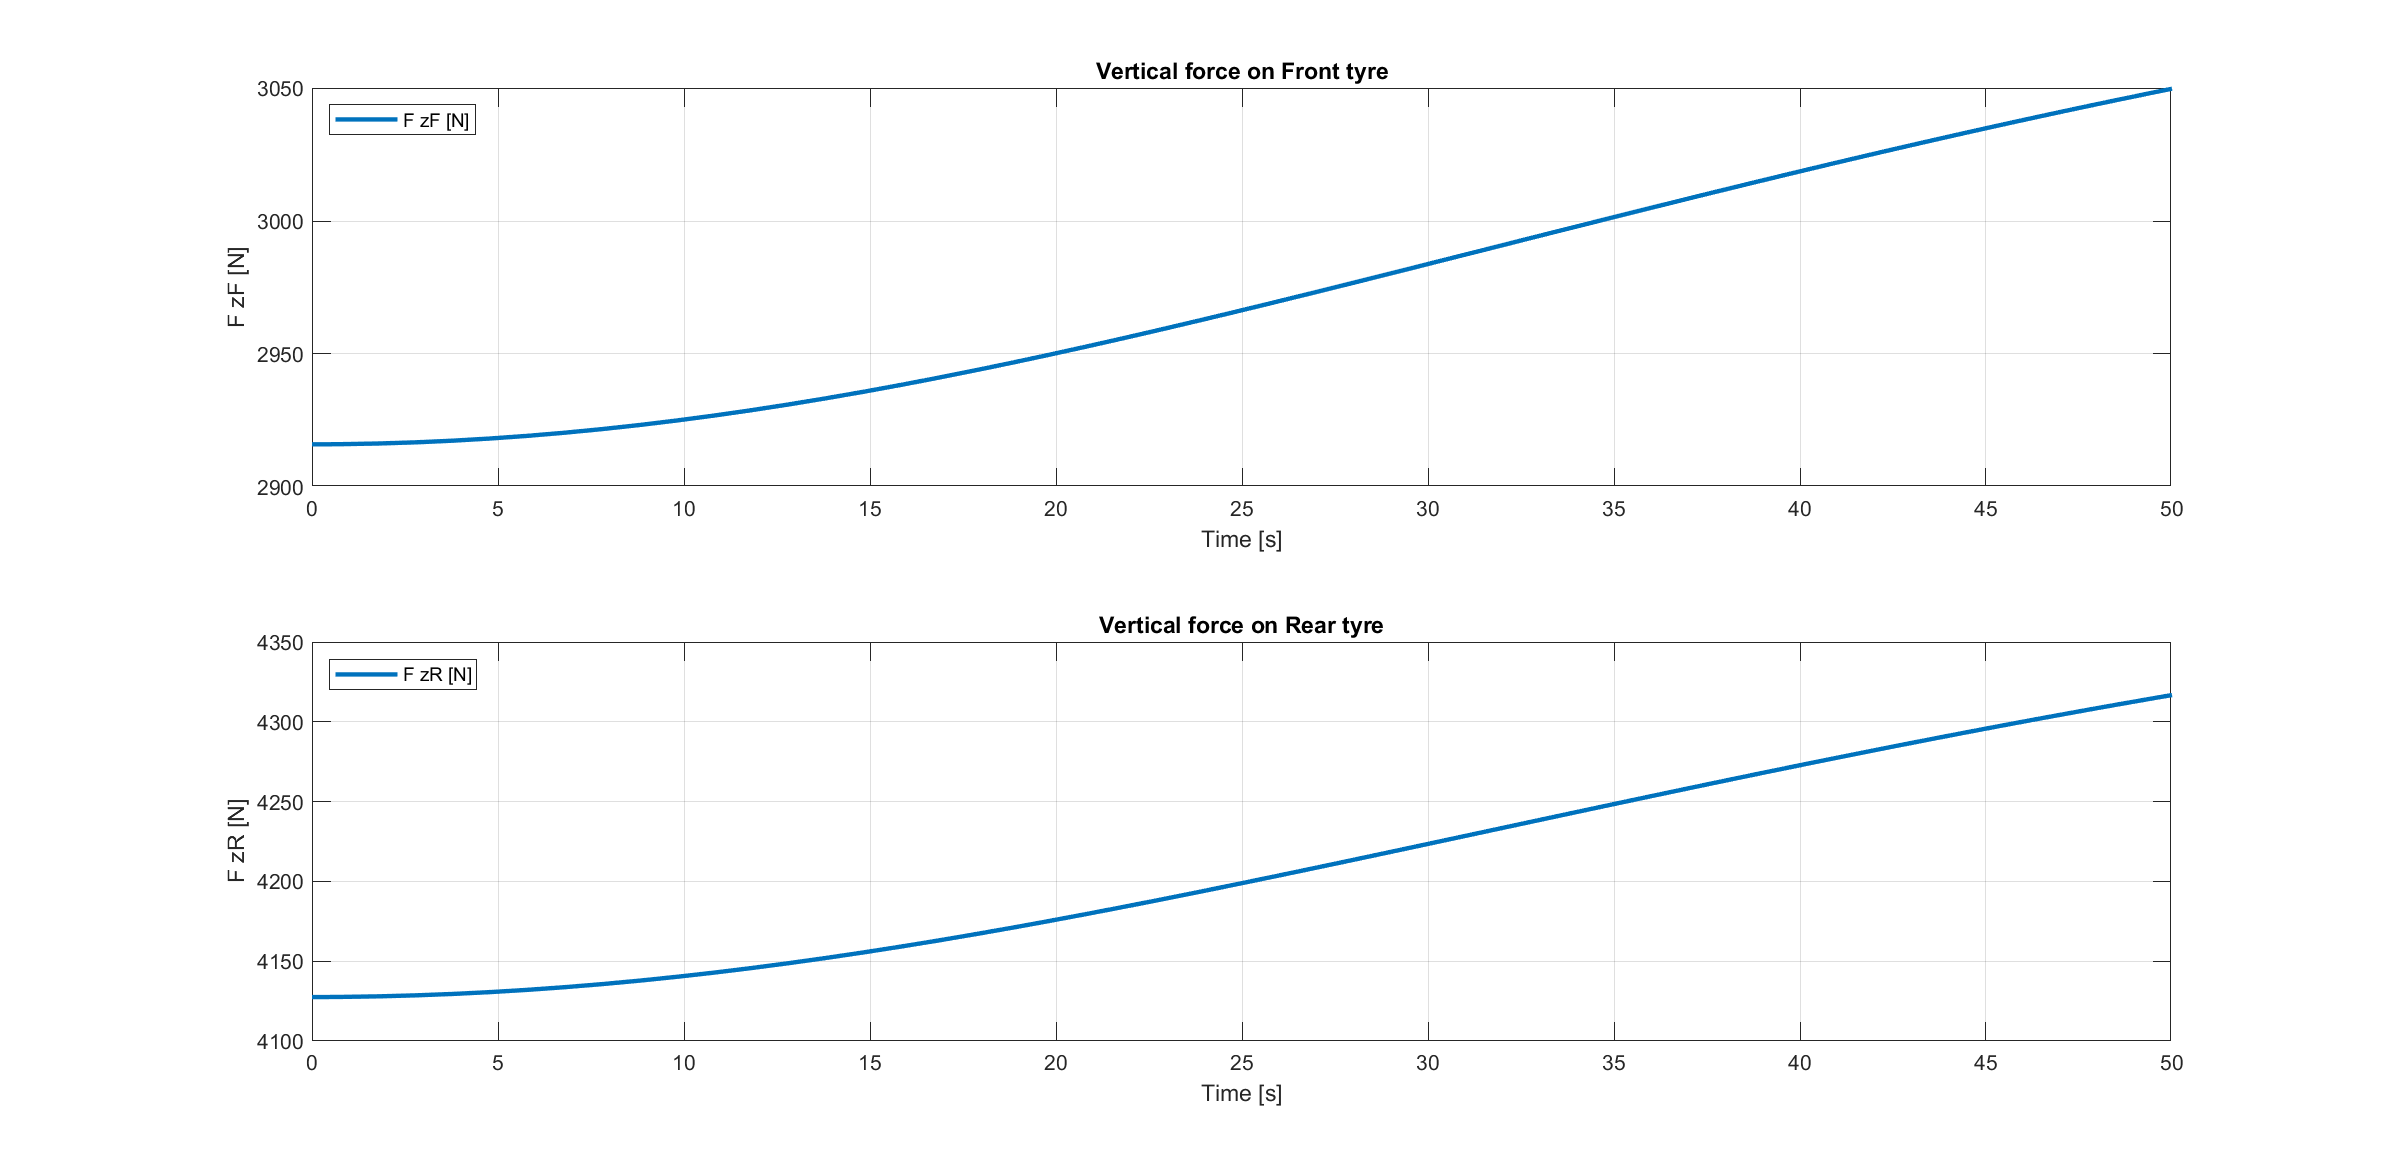 Vertical force on Front tyre
3050
F zF [N]
3000
F zF [N]
2950
2900
0 5 10 15 20 25 30 35 40 45 50
Time [s]
Vertical force on Rear tyre
4350
F zR [N]
4300
4250
F zR [N]
4200
4150
4100
0 5 10 15 20 25 30 35 40 45 50
Time [s]